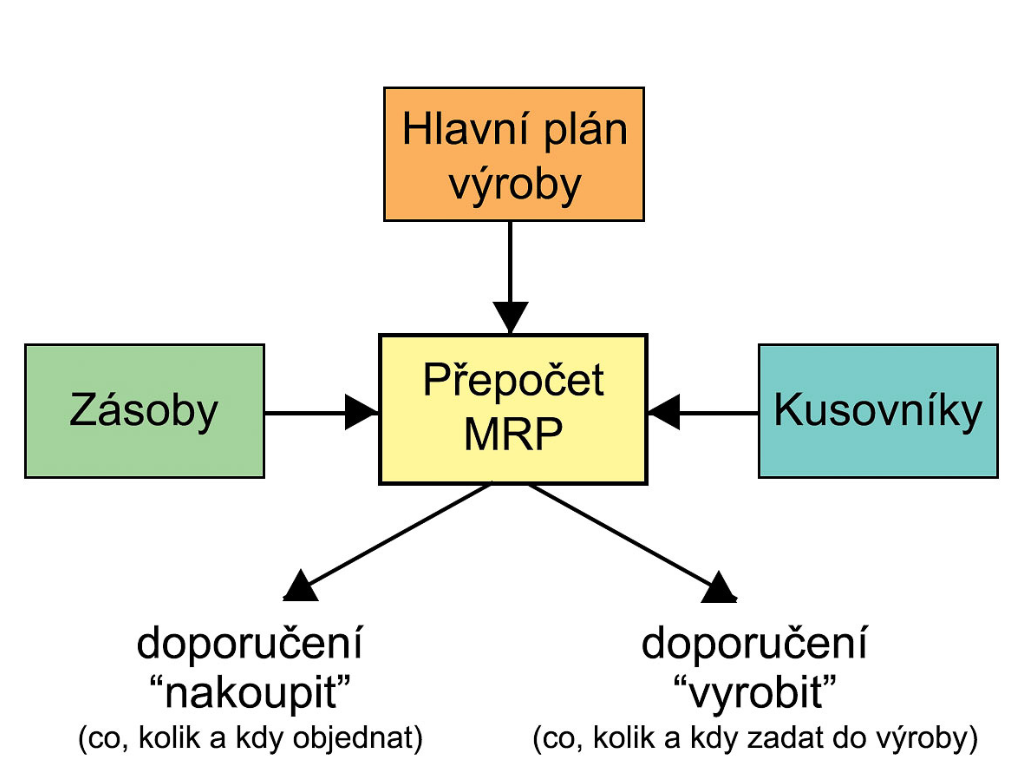 Hlavní plán
výroby
Zásoby
Přepočet
MRP
Kusovníky
doporučení
“nakoupit”
(co, kolik a kdy objednat)
doporučení
“vyrobit”
(co, kolik a kdy zadat do výroby)